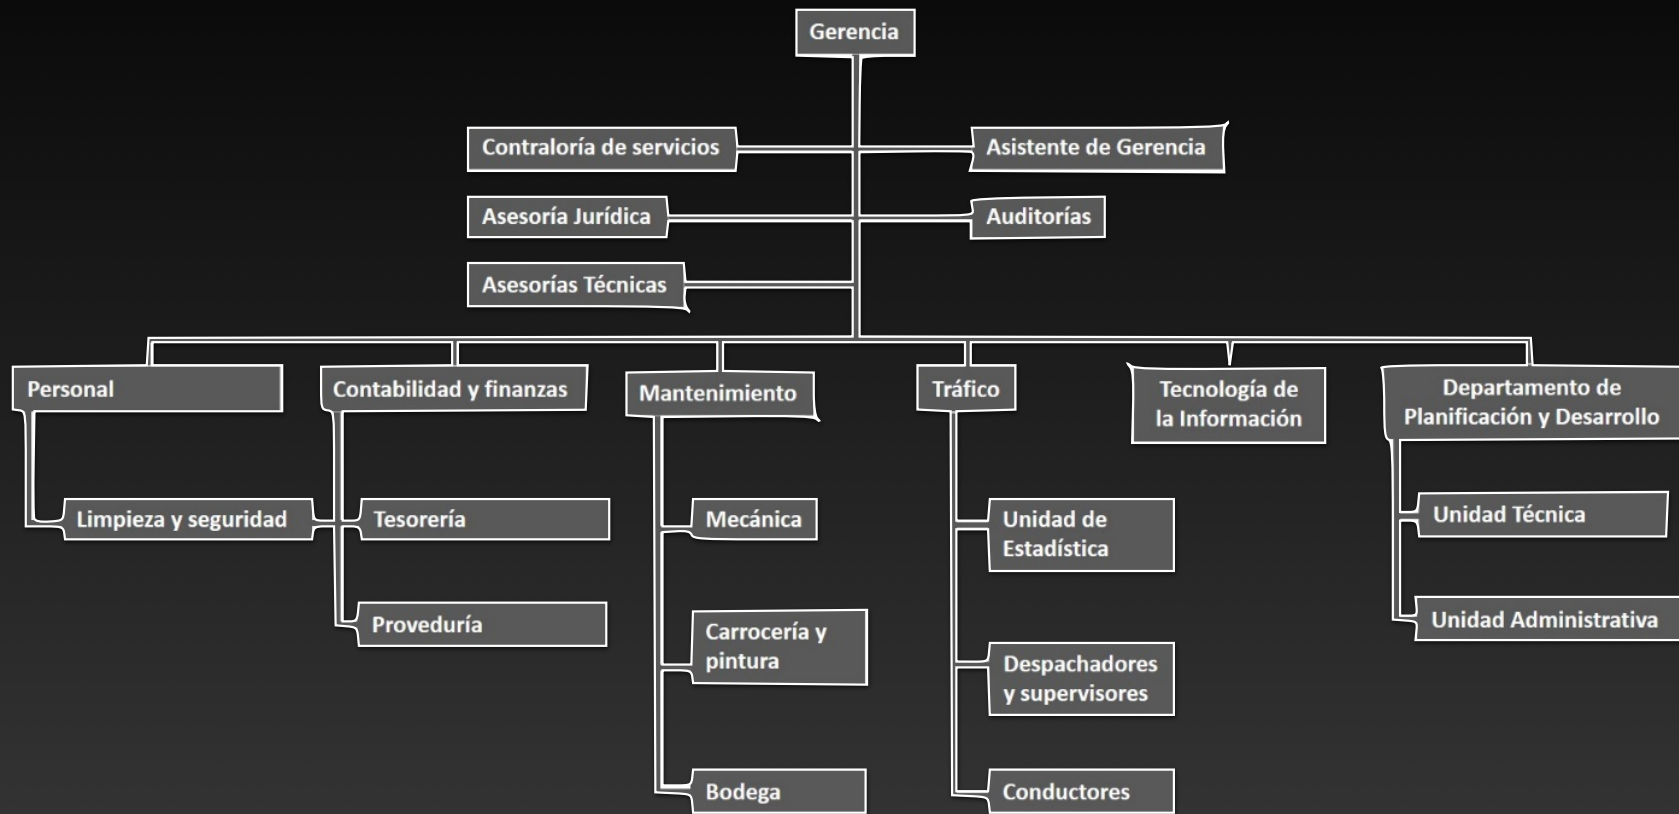 Gerencia
Contraloría de servicios
Asistente de Gerencia
Asesoría Jurídica
Auditorías
Asesorías Técnicas
Personal
Contabilidad y finanzas
Mantenimiento
Tráfico
Tecnología de
la Información
Departamento de
Planificación y Desarrollo
Limpieza y seguridad
Tesorería
Proveduría
Mecánica
Carrocería y
pintura
Bodega
Unidad de
Estadística
Despachadores
y supervisores
Conductores
Unidad Técnica
Unidad Administrativa